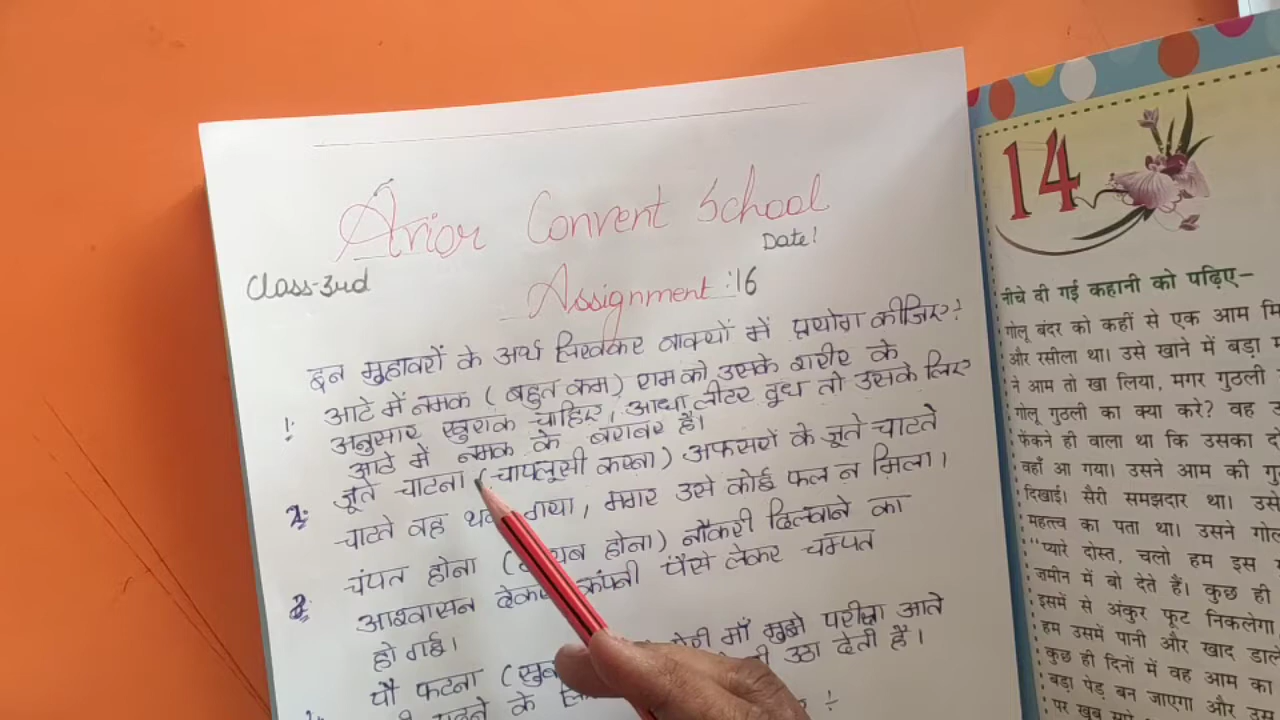 Arior Convent School
Class-3rd
Date!
Assignment :16
इन मुहावरों के अर्थ लिखकर वाक्यों में प्रयोग कीजिए:
1. आटे में नमक ( बहुत कम) राम को उसके शरीर के
अनुसार खुराक चाहिए, आधा लीटर दूध तो उसके लिए
आटे में नमक के बराबर है।
2. जूते चाटना (चापलूसी करना) अफसरों के जूते चाटते
चाटते वह थक गया, मगर उसे कोई फल न मिला।
3. चंपत होना ( होना) नौकरी दिलवाने का
आश्वासन देकर कंपनी पैसे लेकर चम्पत
हो गई।
पौ फटना माँ मुझे परीक्षा आते
के उठा देती है।
14
नीचे दी गई कहानी को पढ़िए–
गोलू बंदर को कहीं से एक आम
और रसीला था। उसे खाने में बड़ा
ने आम तो खा लिया, मगर गुठली
गोलू गुठली का क्या करे? वह
फेंकने ही वाला था कि उसका
वहाँ आ गया। उसने आम की
दिखाई। सैरी समझदार था।
महत्त्व का पता था। उसने
"प्यारे दोस्त, चलो हम इस
ज़मीन में बो देते हैं। कुछ ही
इसमें से अंकुर फूट निकलेगा
हम उसमें पानी और खाद
कुछ ही दिनों में वह आम का
बड़ा पेड़ बन जाएगा और
पर खूब